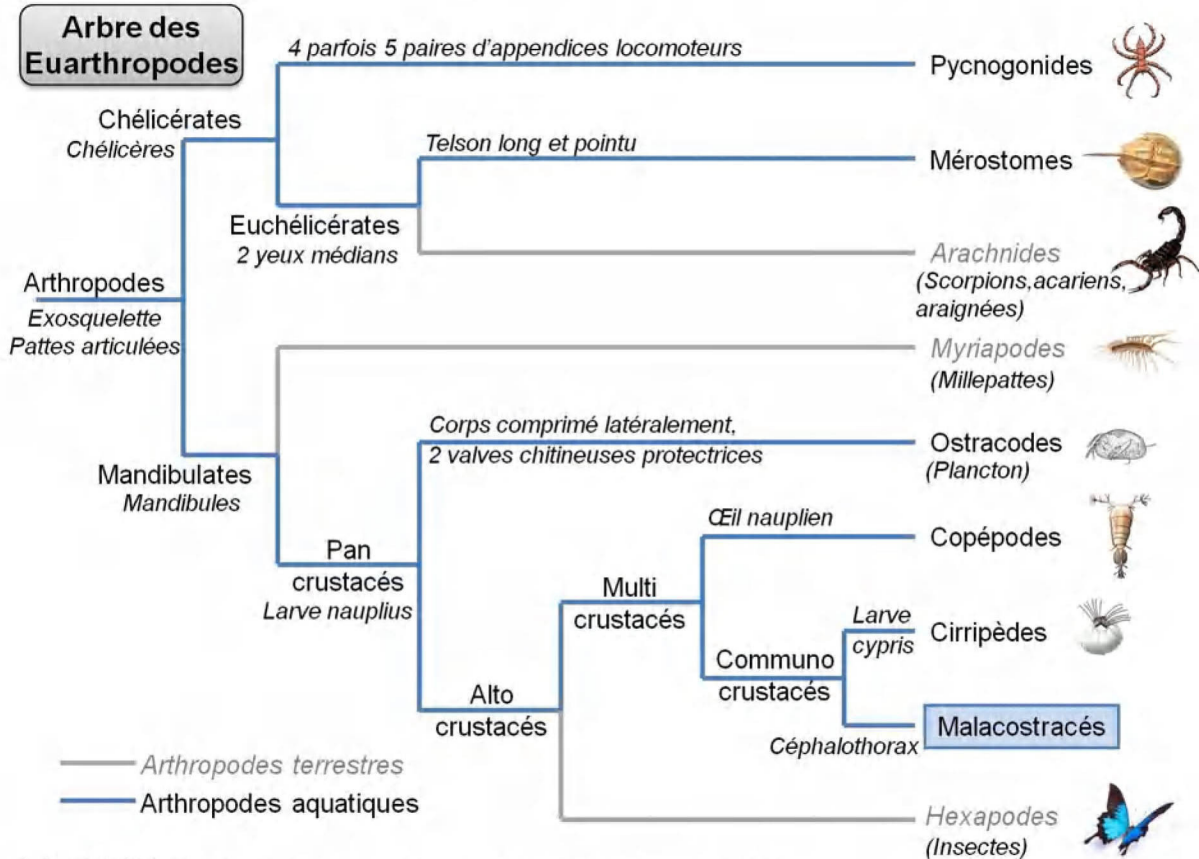 Arbre des
Euarthropodes
4 parfois 5 paires d'appendices locomoteurs
Pycnogonides
Chélicérates
Chélicères
Telson long et pointu
Mérostomes
Euchélicérates
2 yeux médians
Arachnides
(Scorpions,acariens,
araignées)
Arthropodes
Exosquelette
Pattes articulées
Myriapodes
(Millepattes)
Corps comprimé latéralement,
2 valves chitineuses protectrices
Ostracodes
(Plancton)
Mandibulates
Mandibules
Œil nauplien
Copépodes
Pan
crustacés
Larve nauplius
Multi
crustacés
Larve
cypris
Cirripèdes
Communo
crustacés
Alto
crustacés
Malacostracés
Céphalothorax
Arthropodes terrestres
Arthropodes aquatiques
Hexapodes
(Insectes)